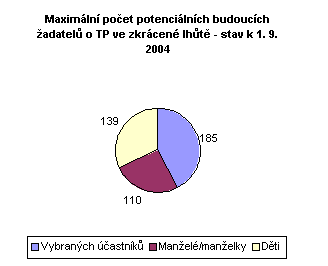 Maximální počet potenciálních budoucích
žadatelů o TP ve zkrácené lhůtě - stav k 1. 9.
2004
139
185
110
Vybraných účastníků Manželé/manželky Děti